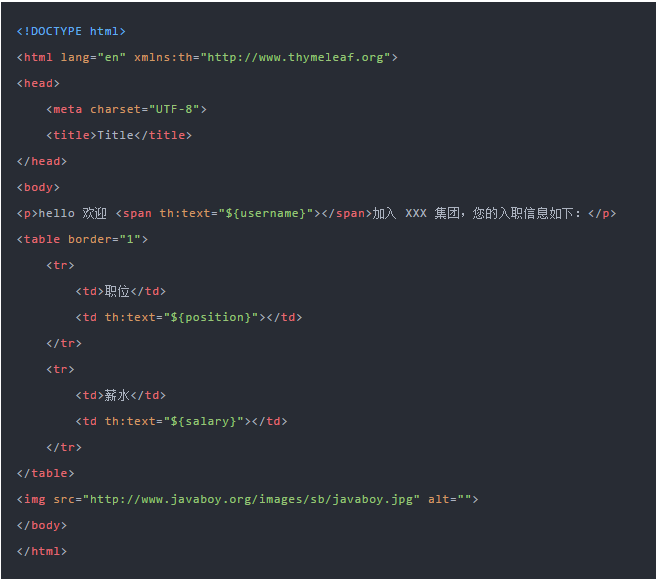 <!DOCTYPE html>
<html lang="en" xmlns:th="http://www.thymeleaf.org">
<head>
    <meta charset="UTF-8">
    <title>Title</title>
</head>
<body>
<p>hello 欢迎 <span th:text="${username}"></span>加入 XXX 集团，您的入职信息如下：</p>
<table border="1">
    <tr>
        <td>职位</td>
        <td th:text="${position}"></td>
    </tr>
    <tr>
        <td>薪水</td>
        <td th:text="${salary}"></td>
    </tr>
</table>
<img src="http://www.javaboy.org/images/sb/javaboy.jpg" alt="">
</body>
</html>